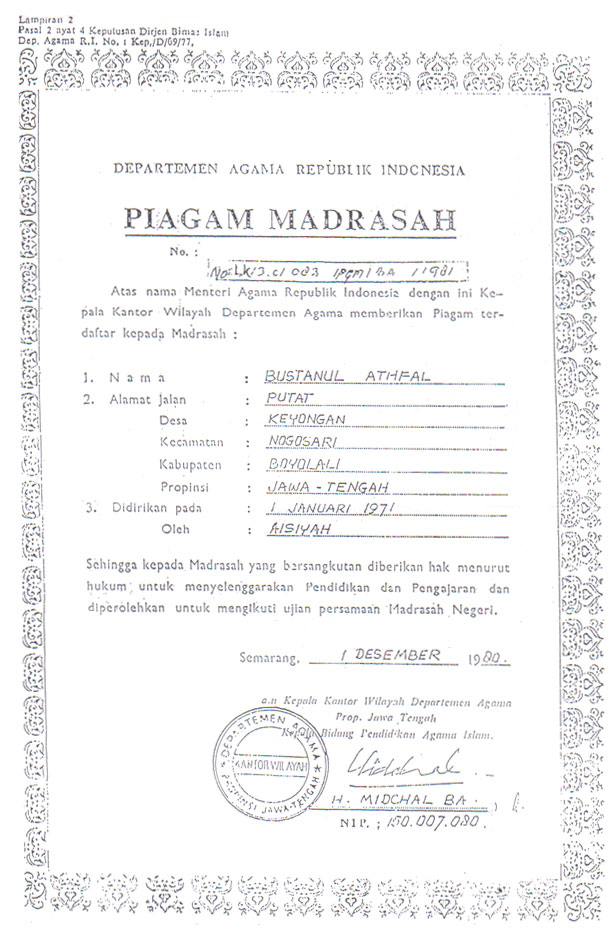 Lampiran 2
Pasal 2 ayat 4 Keputusan Dirjen Bimas Islam
Dep. Agama R.I. No. : Kep./D/69/77.
DEPARTEMEN AGAMA REPUBLIK INDONESIA
PIAGAM MADRASAH
No. :
No: LK/3.c/ 083 /PGM/BA /1981
Atas nama Menteri Agama Republik Indonesia dengan ini Ke-
pala Kantor Wilayah Departemen Agama memberikan Piagam ter-
daftar kepada Madrasah :
1. Nama : BUSTANUL ATHFAL
2. Alamat Jalan : PUTAT
Desa : KEYONGAN
Kecamatan : NOGOSARI
Kabupaten : BOYOLALI
Propinsi : JAWA - TENGAH
3. Didirikan pada : 1 JANUARI 1971
Oleh : AISIYAH
Sehingga kepada Madrasah yang bersangkutan diberikan hak menurut
hukum untuk menyelenggarakan Pendidikan dan Pengajaran dan
diperolehkan untuk mengikuti ujian persamaan Madrasah Negeri.
Semarang, 1 DESEMBER 1980.
a.n Kepala Kantor Wilayah Departemen Agama
Prop. Jawa Tengah
Kepala Bidang Pendidikan Agama Islam.
DEPARTEMEN AGAMA
KANTOR WILAYAH
PROPINSI JAWA-TENGAH
H. MIDCHAL BA
NIP. : 150.007.080.